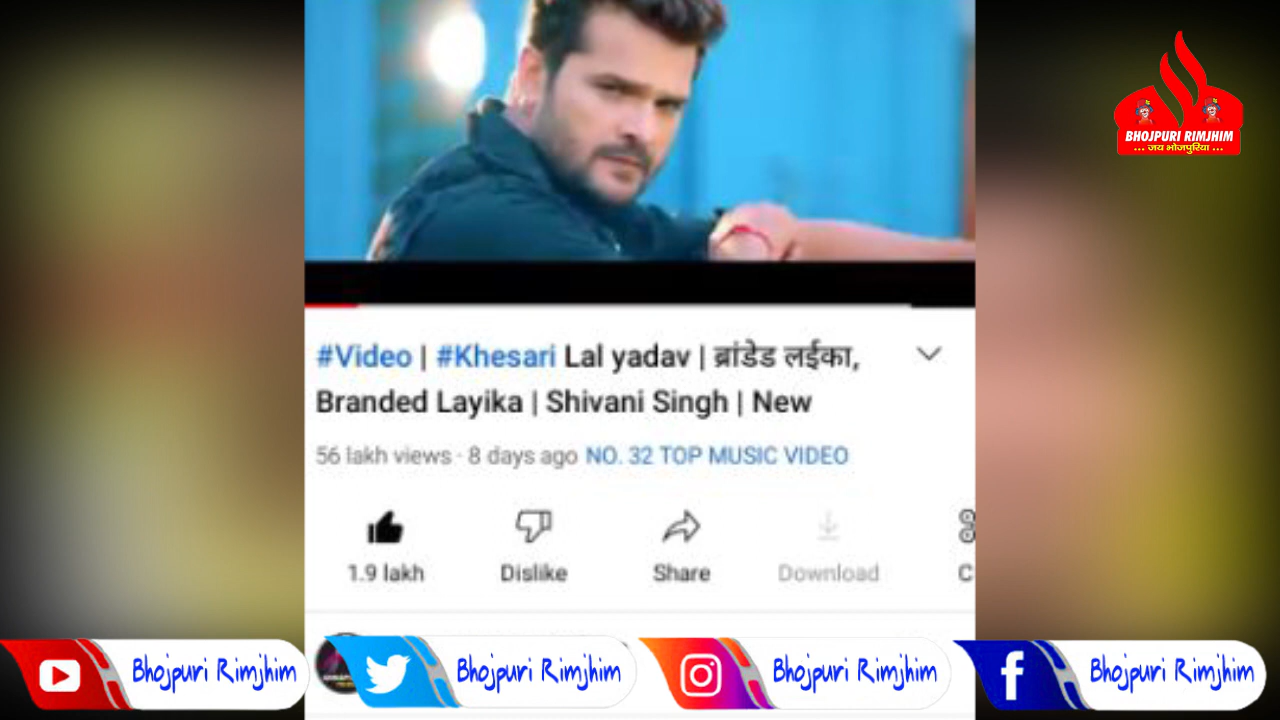 BHOJPURI RIMJHIM
... जय भोजपुरिया ...
#Video | #Khesari Lal yadav | ब्रांडेड लईका,
Branded Layika | Shivani Singh | New
56 lakh views · 8 days ago NO. 32 TOP MUSIC VIDEO
1.9 lakh Dislike Share Download C
Bhojpuri Rimjhim Bhojpuri Rimjhim Bhojpuri Rimjhim Bhojpuri Rimjhim